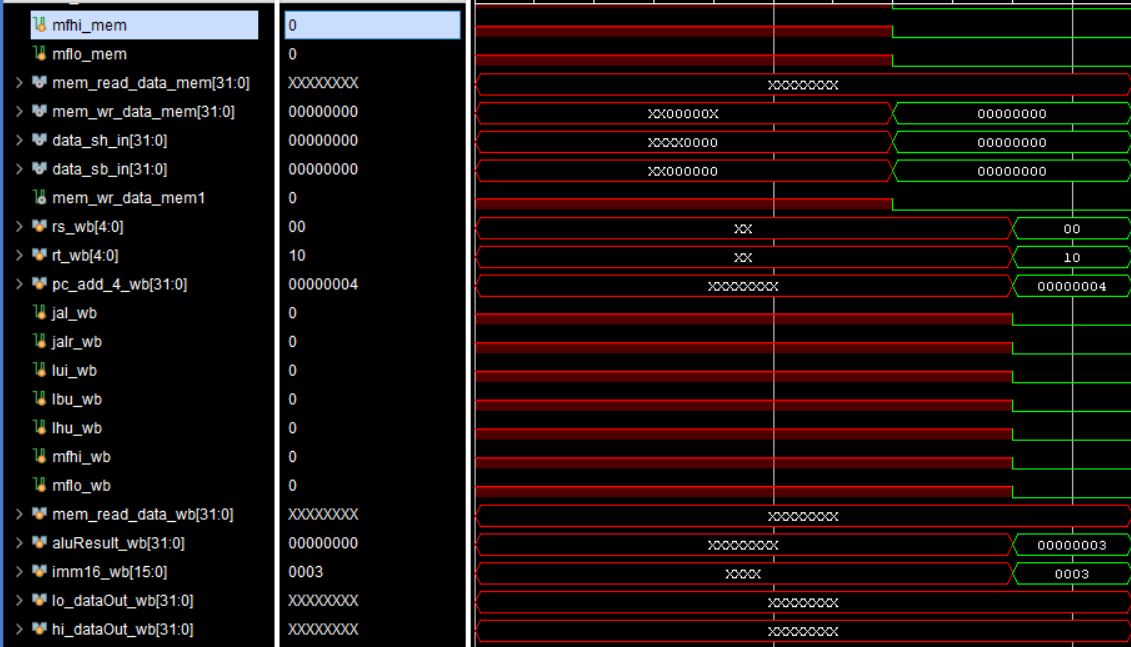 mfhi_mem 0
mflo_mem 0
mem_read_data_mem[31:0] XXXXXXXX XXXXXXXX
mem_wr_data_mem[31:0] 00000000 XX00000X 00000000
data_sh_in[31:0] 00000000 XXXX0000 00000000
data_sb_in[31:0] 00000000 XX000000 00000000
mem_wr_data_mem1 0
rs_wb[4:0] 00 XX 00
rt_wb[4:0] 10 XX 10
pc_add_4_wb[31:0] 00000004 XXXXXXXX 00000004
jal_wb 0
jalr_wb 0
lui_wb 0
lbu_wb 0
lhu_wb 0
mfhi_wb 0
mflo_wb 0
mem_read_data_wb[31:0] XXXXXXXX XXXXXXXX
aluResult_wb[31:0] 00000000 XXXXXXXX 00000003
imm16_wb[15:0] 0003 XXXX 0003
lo_dataOut_wb[31:0] XXXXXXXX XXXXXXXX
hi_dataOut_wb[31:0] XXXXXXXX XXXXXXXX